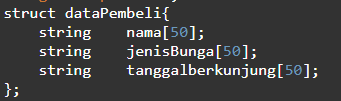 struct dataPembeli{
    string    nama[50];
    string    jenisBunga[50];
    string    tanggalberkunjung[50];
};